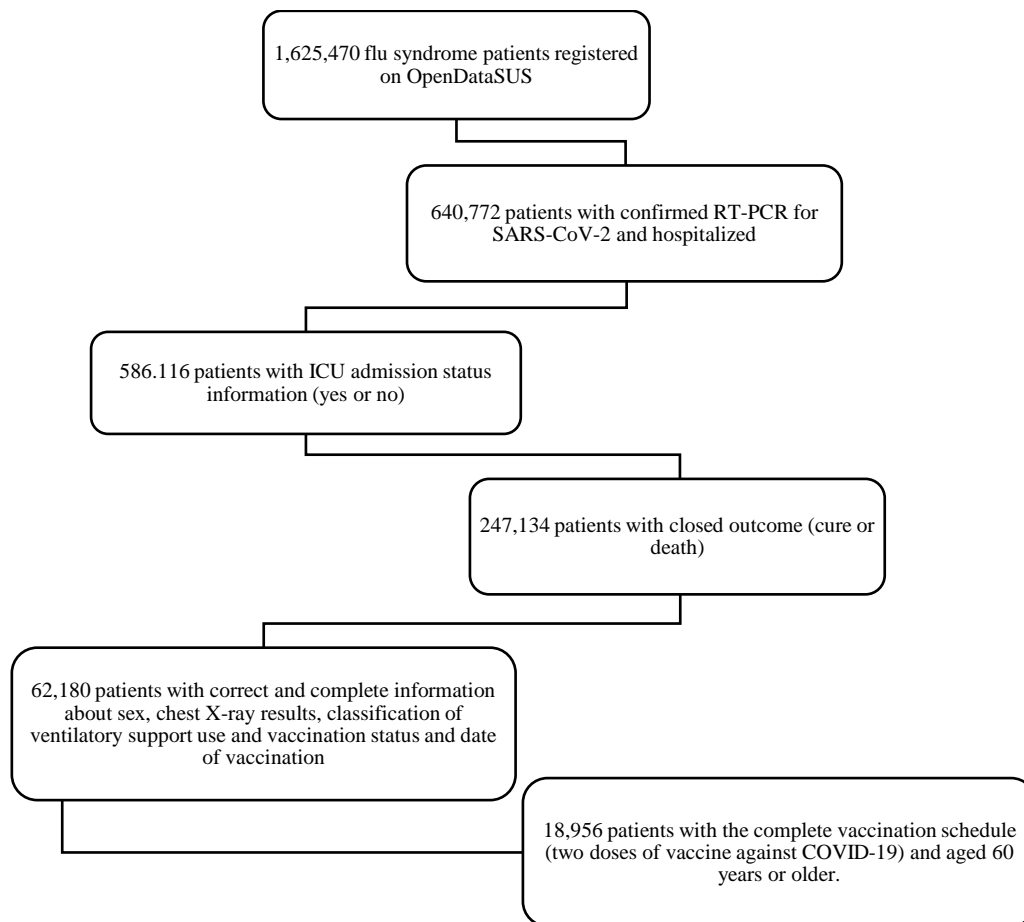 1,625,470 flu syndrome patients registered
on OpenDataSUS
640,772 patients with confirmed RT-PCR for
SARS-CoV-2 and hospitalized
586.116 patients with ICU admission status
information (yes or no)
247,134 patients with closed outcome (cure or
death)
62,180 patients with correct and complete information
about sex, chest X-ray results, classification of
ventilatory support use and vaccination status and date
of vaccination
18,956 patients with the complete vaccination schedule
(two doses of vaccine against COVID-19) and aged 60
years or older.